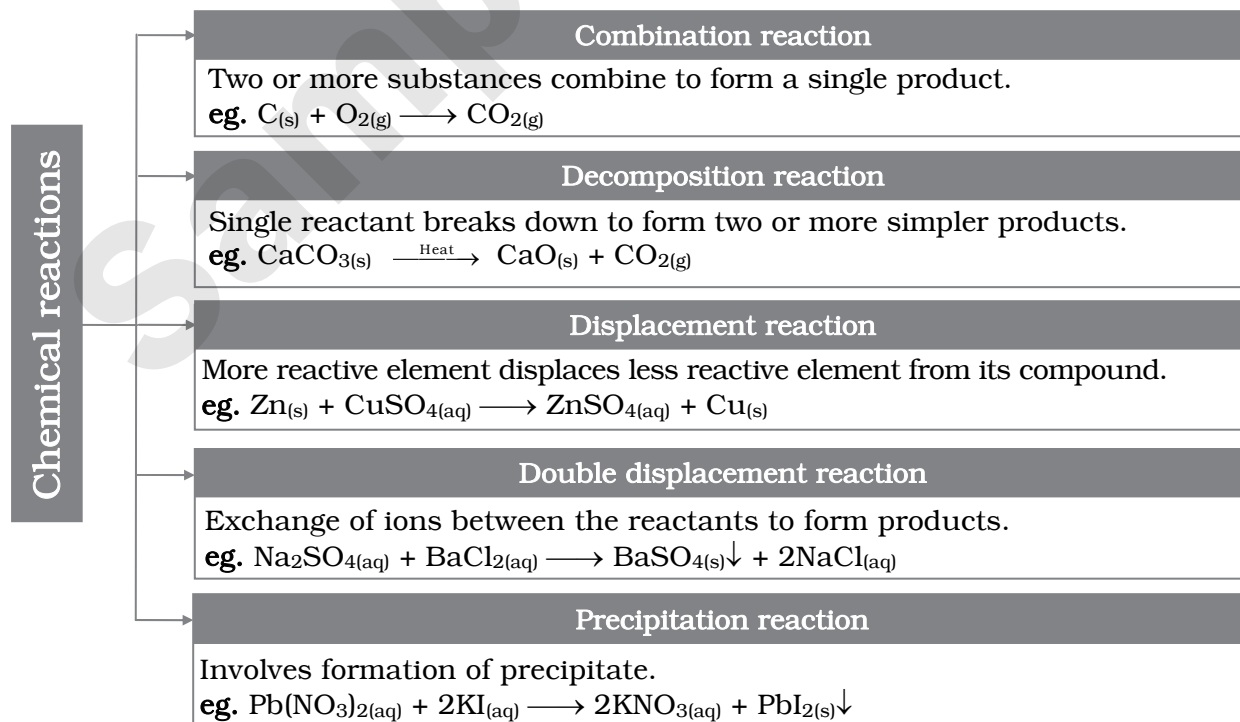 Chemical reactions
Combination reaction
Two or more substances combine to form a single product.
eg. C(s) + O2(g) ⟶ CO2(g)
Decomposition reaction
Single reactant breaks down to form two or more simpler products.
eg. CaCO3(s) —Heat→ CaO(s) + CO2(g)
Displacement reaction
More reactive element displaces less reactive element from its compound.
eg. Zn(s) + CuSO4(aq) ⟶ ZnSO4(aq) + Cu(s)
Double displacement reaction
Exchange of ions between the reactants to form products.
eg. Na2SO4(aq) + BaCl2(aq) ⟶ BaSO4(s)↓ + 2NaCl(aq)
Precipitation reaction
Involves formation of precipitate.
eg. Pb(NO3)2(aq) + 2KI(aq) ⟶ 2KNO3(aq) + PbI2(s)↓
Samp